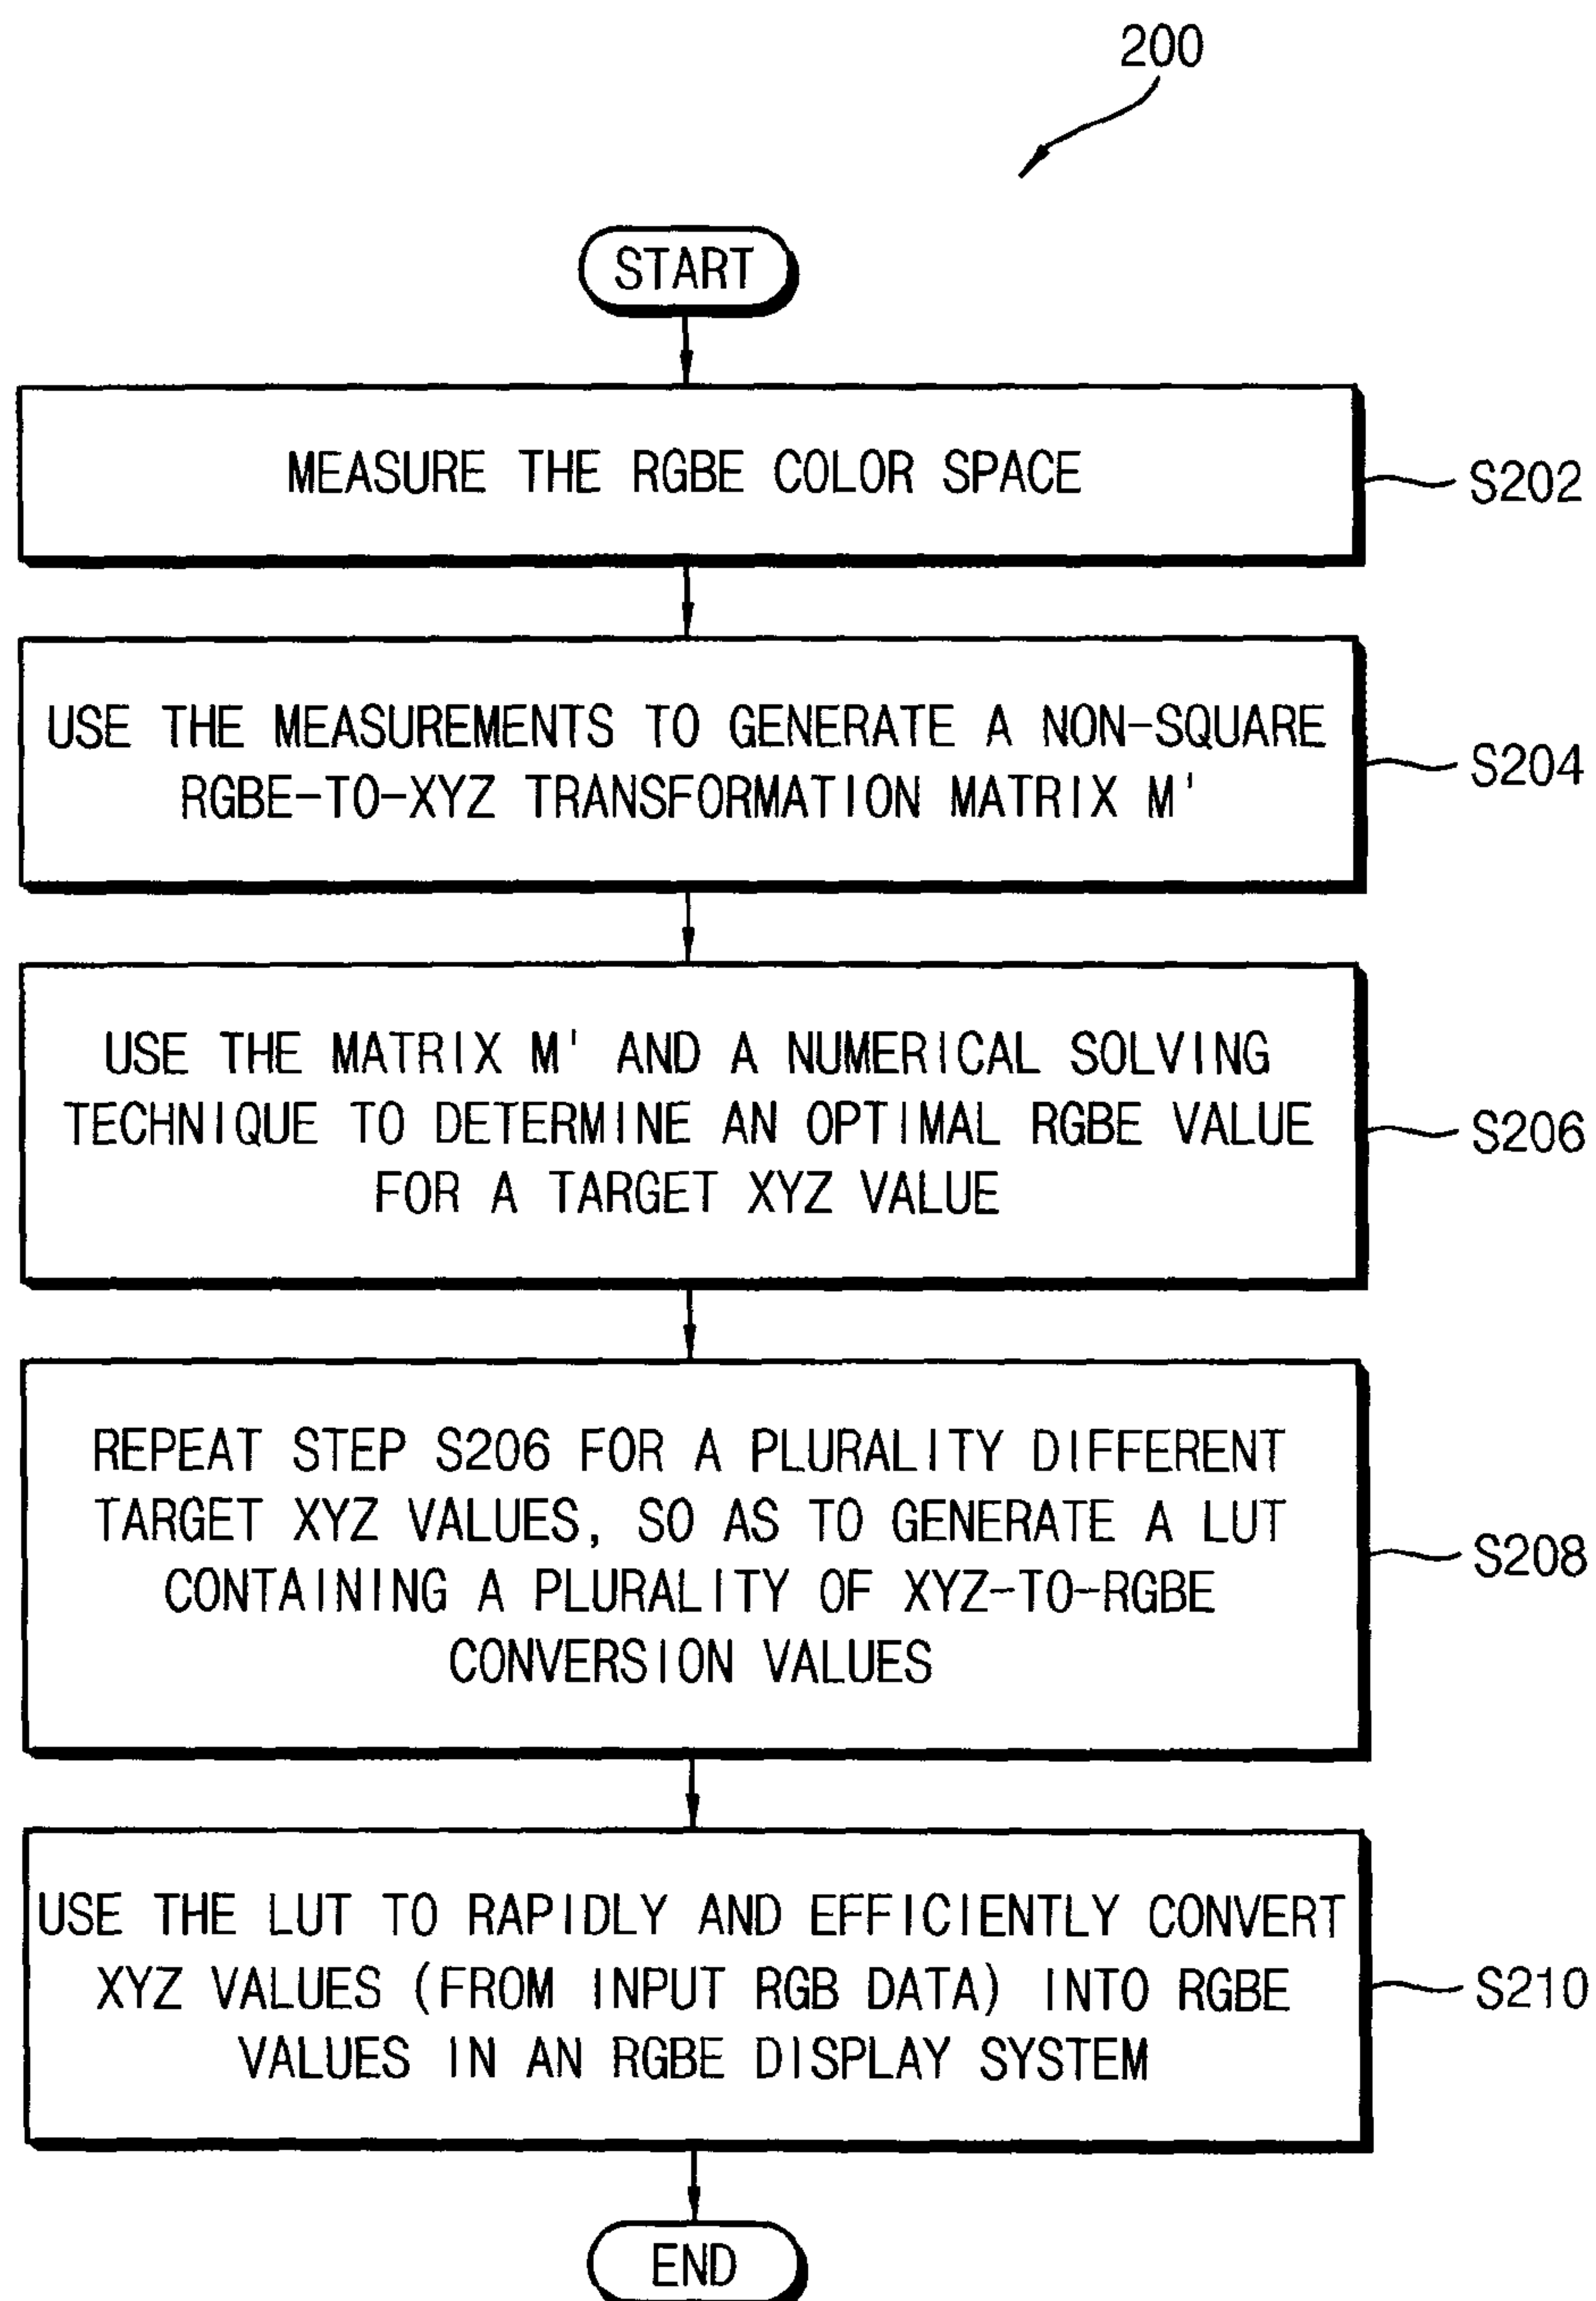 200
START
MEASURE THE RGBE COLOR SPACE
S202
USE THE MEASUREMENTS TO GENERATE A NON-SQUARE
RGBE-TO-XYZ TRANSFORMATION MATRIX M'
S204
USE THE MATRIX M' AND A NUMERICAL SOLVING
TECHNIQUE TO DETERMINE AN OPTIMAL RGBE VALUE
FOR A TARGET XYZ VALUE
S206
REPEAT STEP S206 FOR A PLURALITY DIFFERENT
TARGET XYZ VALUES, SO AS TO GENERATE A LUT
CONTAINING A PLURALITY OF XYZ-TO-RGBE
CONVERSION VALUES
S208
USE THE LUT TO RAPIDLY AND EFFICIENTLY CONVERT
XYZ VALUES (FROM INPUT RGB DATA) INTO RGBE
VALUES IN AN RGBE DISPLAY SYSTEM
S210
END